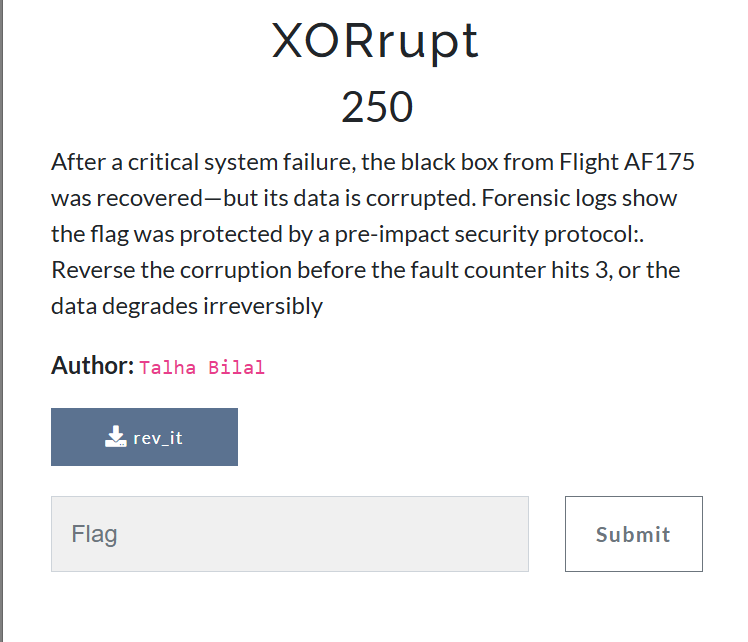 XORrupt
250
After a critical system failure, the black box from Flight AF175
was recovered—but its data is corrupted. Forensic logs show
the flag was protected by a pre-impact security protocol:.
Reverse the corruption before the fault counter hits 3, or the
data degrades irreversibly
Author: Talha Bilal
rev_it
Flag
Submit